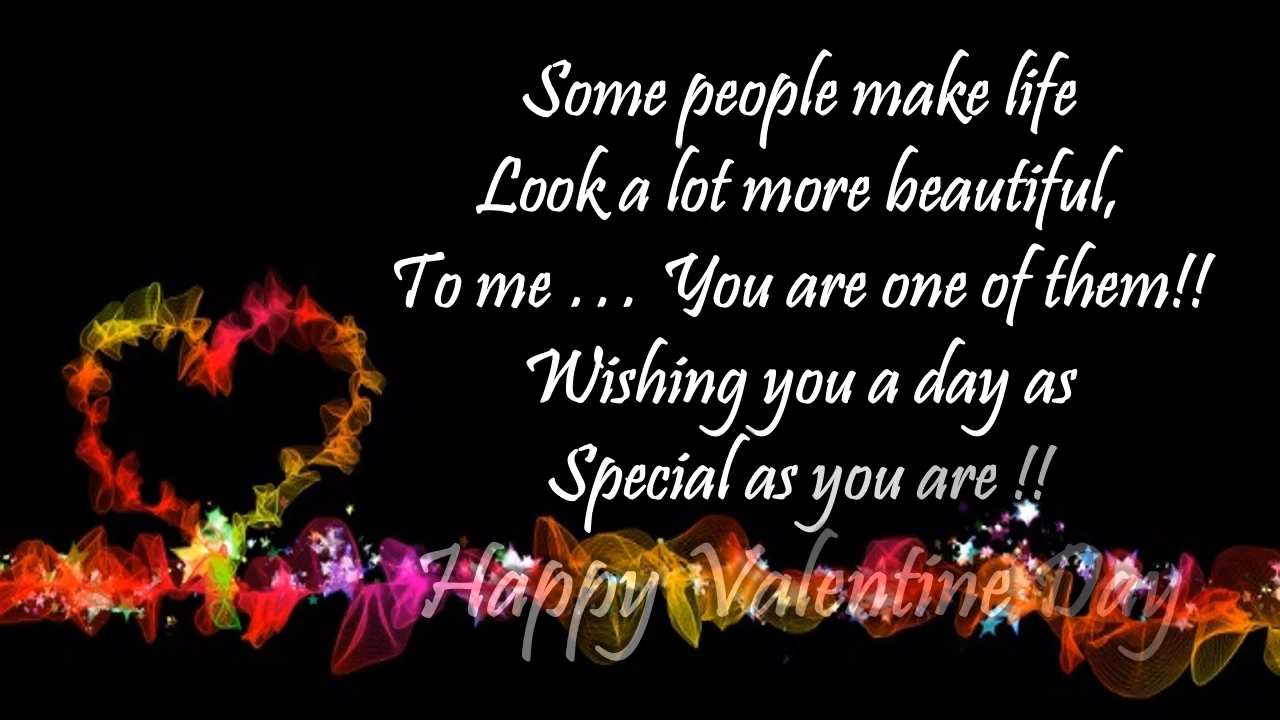 Some people make life
Look a lot more beautiful,
To me ... You are one of them!!
Wishing you a day as
Special as you are !!
Happy Valentine Day